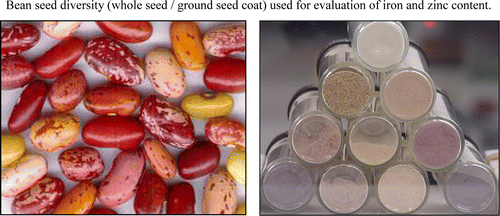 Bean seed diversity (whole seed / ground seed coat) used for evaluation of iron and zinc content.